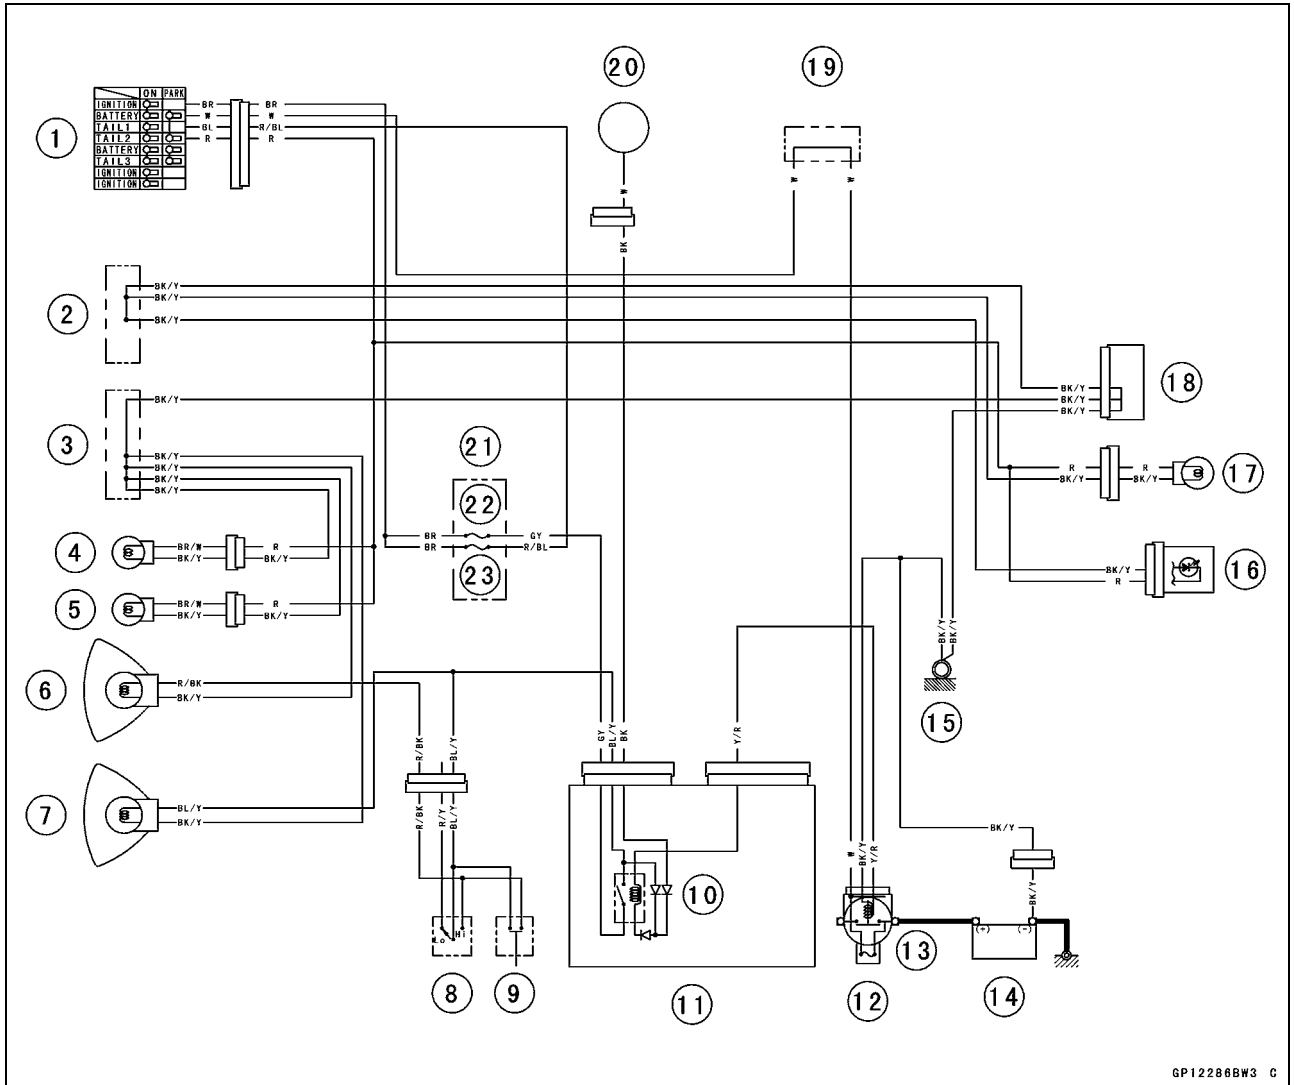 20
19
ON PARK
IGNITION
BATTERY
TAIL1
TAIL2
BATTERY
TAIL3
IGNITION
IGNITION
1
BR BR
W W
BL R/BL
R R
W
W
W
BK
2
BK/Y
BK/Y
BK/Y
18
BK/Y
BK/Y
BK/Y
3
BK/Y
BK/Y
BK/Y
BK/Y
BK/Y
21
22
BR GY
BR R/BL
23
R R
BK/Y BK/Y
17
4
BR/W R
BK/Y BK/Y
BK/Y
R
16
5
BR/W R
BK/Y BK/Y
BK/Y
BK/Y
15
6
R/BK
BK/Y
R/BK
BL/Y
GY
BL/Y
BK
Y/R
7
BL/Y
BK/Y
R/BK
R/Y
BL/Y
BK/Y
W
BK/Y
Y/R
BK/Y
10
Lo Hi
(+) (-)
13
8
9
11
12
14
GP12286BW3 C